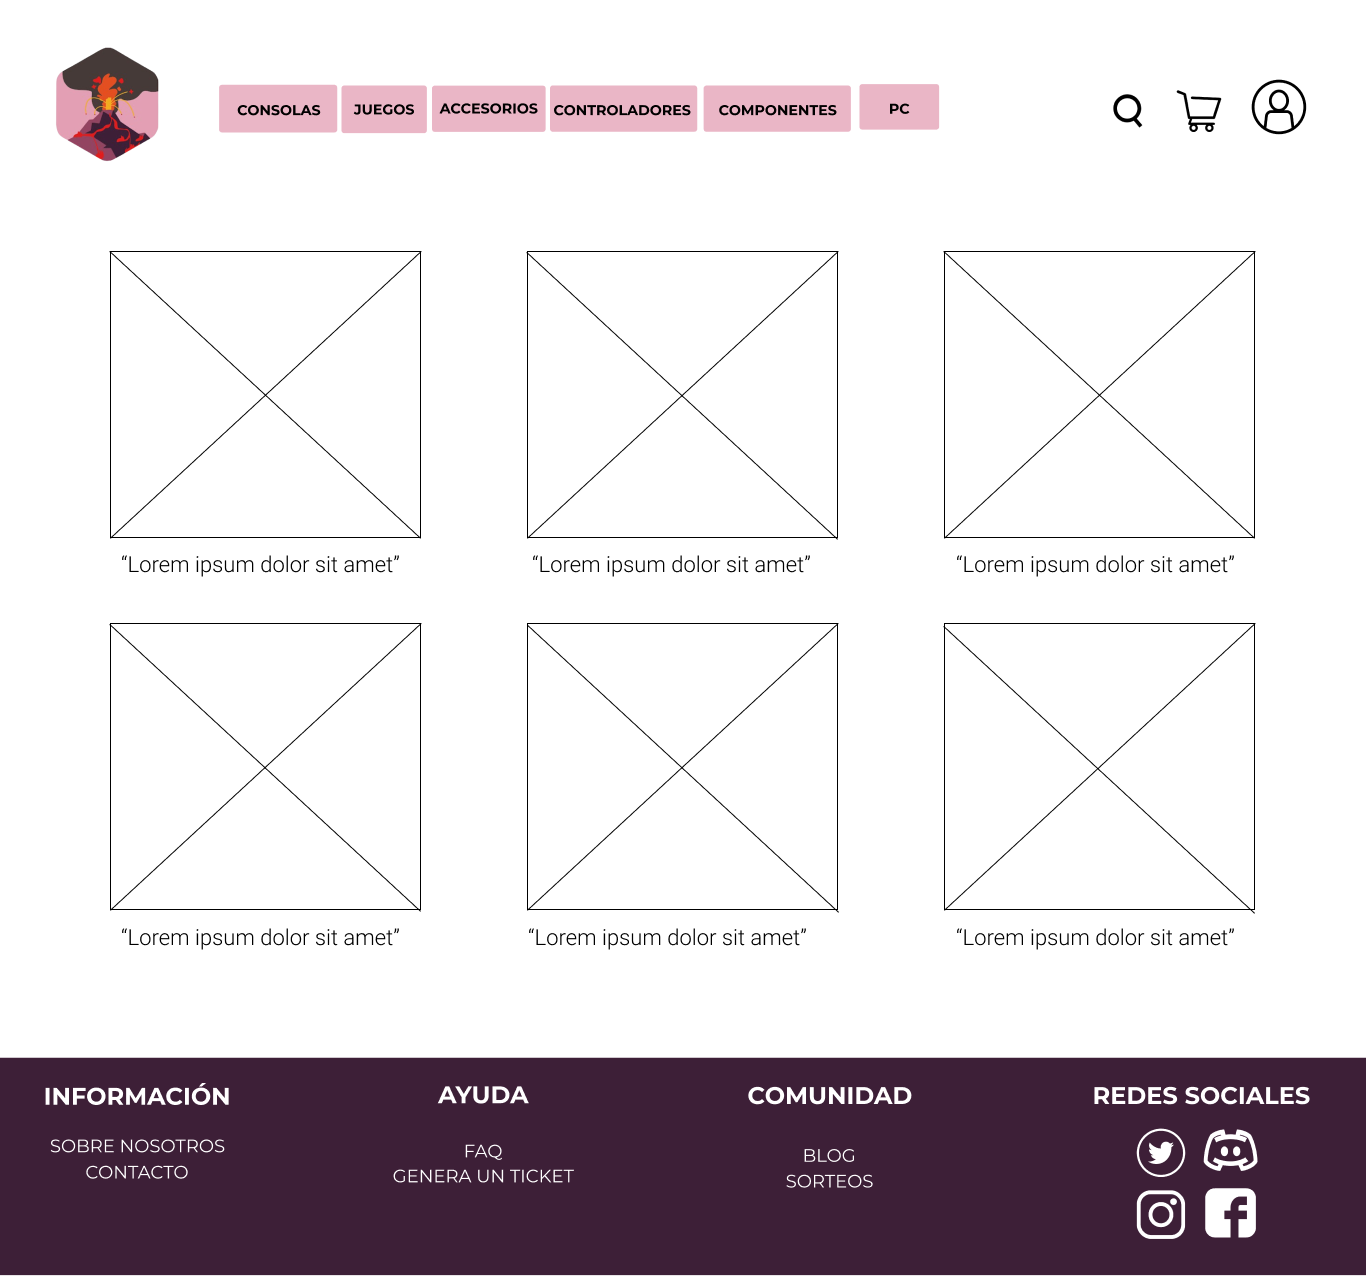 CONSOLAS
JUEGOS
ACCESORIOS
CONTROLADORES
COMPONENTES
PC
“Lorem ipsum dolor sit amet”
“Lorem ipsum dolor sit amet”
“Lorem ipsum dolor sit amet”
“Lorem ipsum dolor sit amet”
“Lorem ipsum dolor sit amet”
“Lorem ipsum dolor sit amet”
INFORMACIÓN
SOBRE NOSOTROS
CONTACTO
AYUDA
FAQ
GENERA UN TICKET
COMUNIDAD
BLOG
SORTEOS
REDES SOCIALES